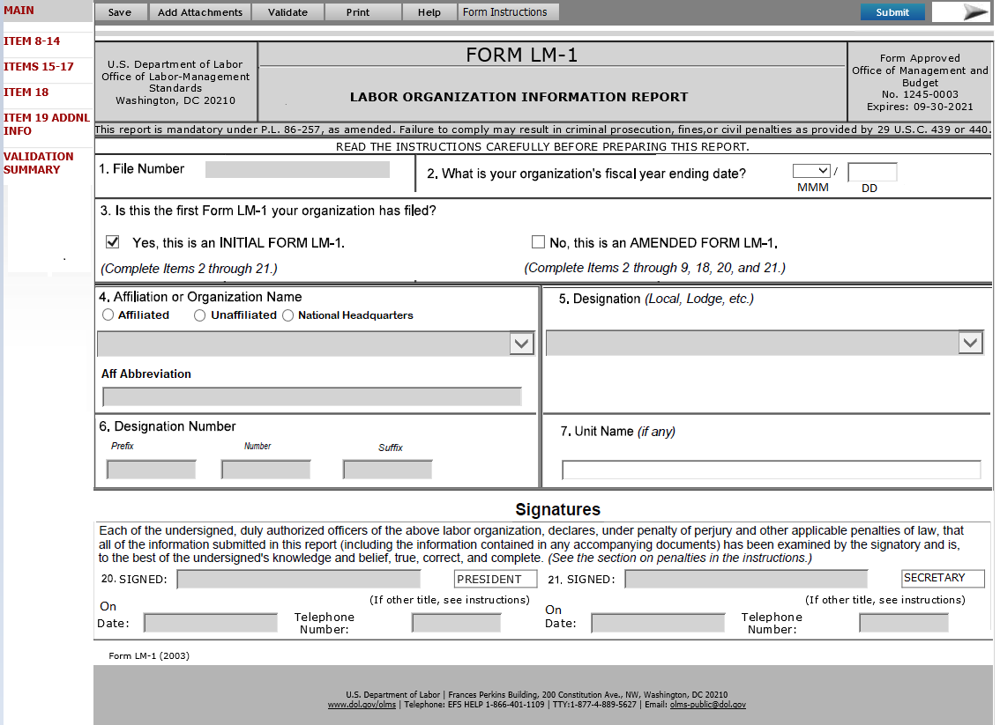 MAIN
Save
Add Attachments
Validate
Print
Help
Form Instructions
Submit
ITEM 8-14
ITEMS 15-17
ITEM 18
ITEM 19 ADDNL
INFO
VALIDATION
SUMMARY
U.S. Department of Labor
Office of Labor-Management
Standards
Washington, DC 20210
FORM LM-1
LABOR ORGANIZATION INFORMATION REPORT
Form Approved
Office of Management and
Budget
No. 1245-0003
Expires: 09-30-2021
This report is mandatory under P.L. 86-257, as amended. Failure to comply may result in criminal prosecution, fines,or civil penalties as provided by 29 U.S.C. 439 or 440.
READ THE INSTRUCTIONS CAREFULLY BEFORE PREPARING THIS REPORT.
1. File Number
2. What is your organization's fiscal year ending date?
/
MMM
DD
3. Is this the first Form LM-1 your organization has filed?
Yes, this is an INITIAL FORM LM-1.
(Complete Items 2 through 21.)
No, this is an AMENDED FORM LM-1.
(Complete Items 2 through 9, 18, 20, and 21.)
4. Affiliation or Organization Name
Affiliated
Unaffiliated
National Headquarters
Aff Abbreviation
5. Designation (Local, Lodge, etc.)
6. Designation Number
Prefix
Number
Suffix
7. Unit Name (if any)
Signatures
Each of the undersigned, duly authorized officers of the above labor organization, declares, under penalty of perjury and other applicable penalties of law, that
all of the information submitted in this report (including the information contained in any accompanying documents) has been examined by the signatory and is,
to the best of the undersigned's knowledge and belief, true, correct, and complete. (See the section on penalties in the instructions.)
20. SIGNED:
PRESIDENT
21. SIGNED:
SECRETARY
(If other title, see instructions)
(If other title, see instructions)
On
Date:
Telephone
Number:
On
Date:
Telephone
Number:
Form LM-1 (2003)
U.S. Department of Labor | Frances Perkins Building, 200 Constitution Ave., NW, Washington, DC 20210
www.dol.gov/olms | Telephone: EFS HELP 1-866-401-1109 | TTY:1-877-4-889-5627 | Email: olms-public@dol.gov